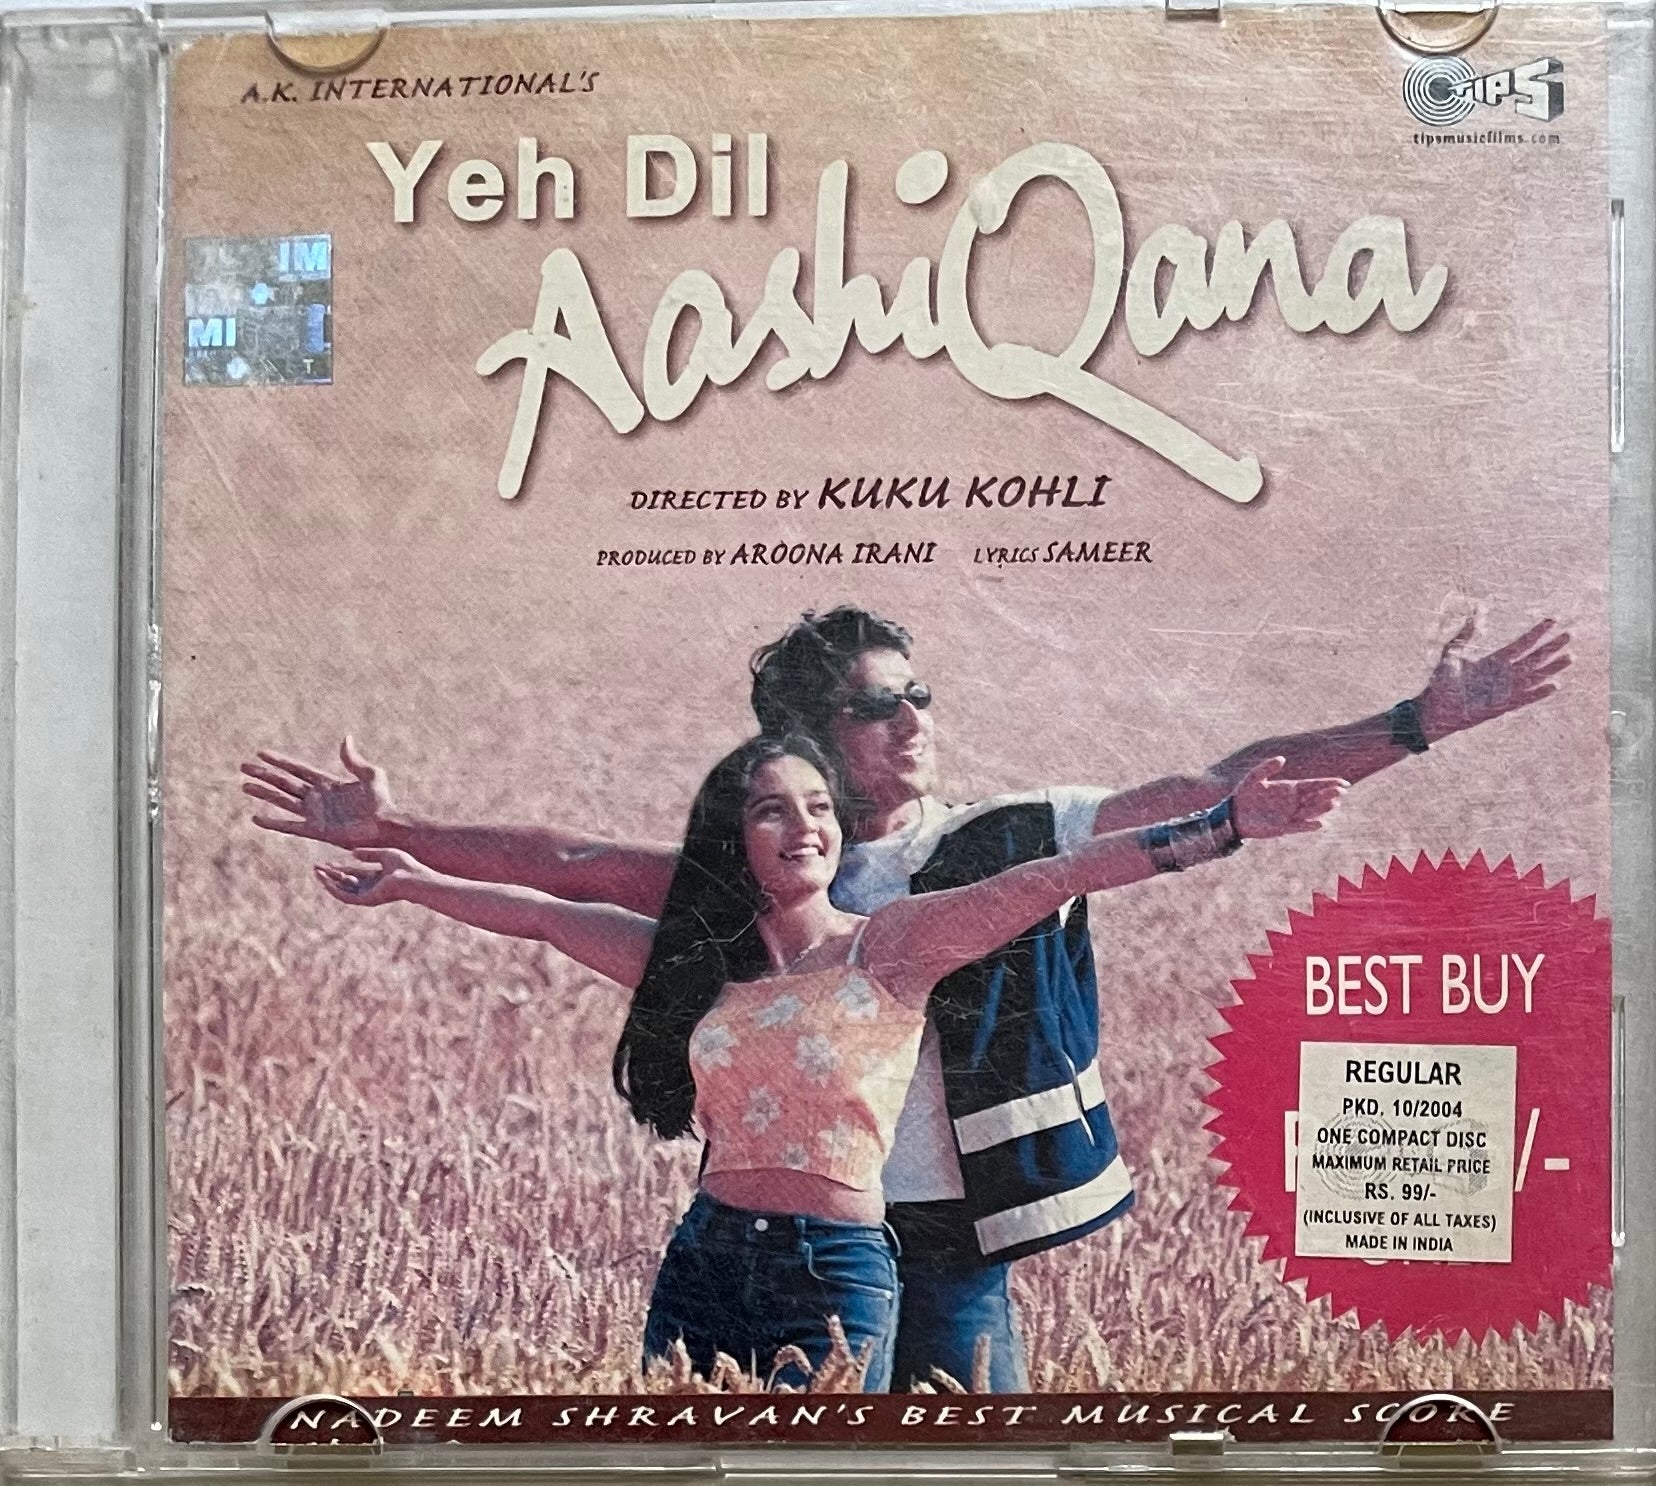 A.K. INTERNATIONAL'S
TIPS
tipsmusicfilms.com
Yeh Dil
AashiQana
IM
MI
T
DIRECTED BY KUKU KOHLI
PRODUCED BY AROONA IRANI LYRICS SAMEER
BEST BUY
REGULAR
PKD. 10/2004
ONE COMPACT DISC
MAXIMUM RETAIL PRICE
RS. 99/-
(INCLUSIVE OF ALL TAXES)
MADE IN INDIA
/-
NADEEM SHRAVAN'S BEST MUSICAL SCORE